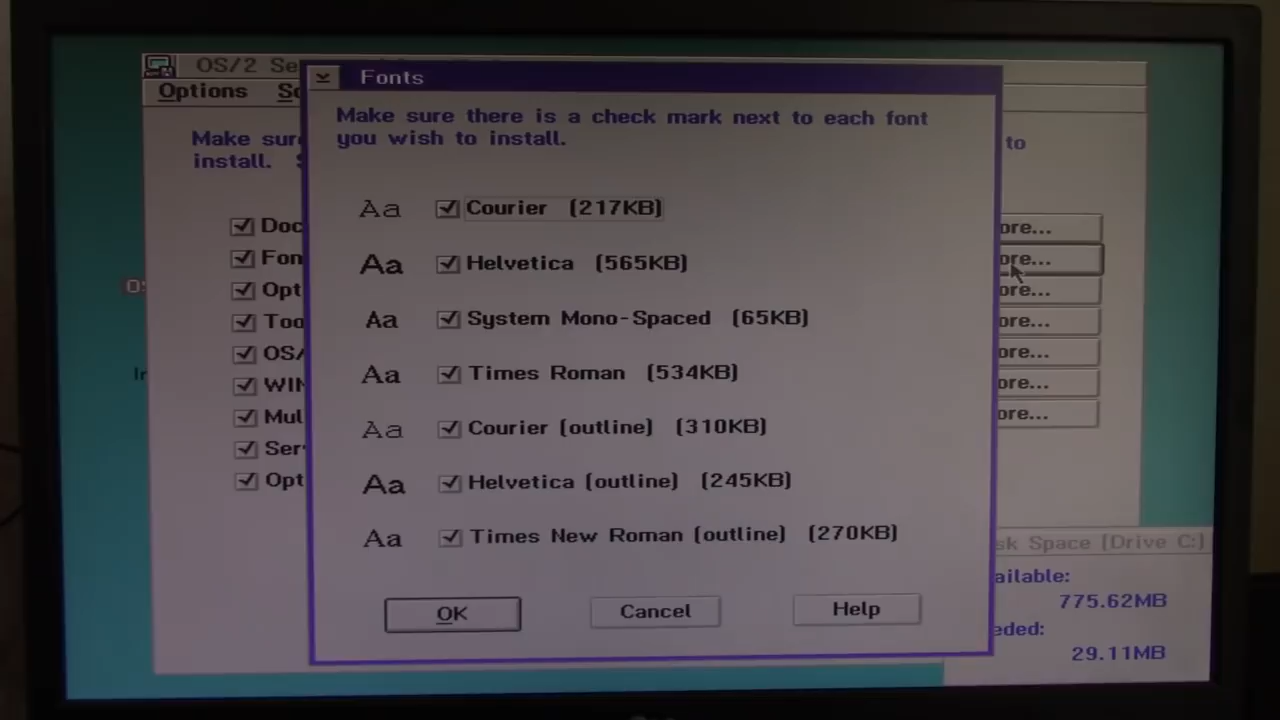 OS/2 Se
Options
Fonts
Make sure there is a check mark next to each font
you wish to install.
Make sur
to
install.
Aa Courier (217KB)
Aa Helvetica (565KB)
Aa System Mono-Spaced (65KB)
Aa Times Roman (534KB)
Aa Courier (outline) (310KB)
Aa Helvetica (outline) (245KB)
Aa Times New Roman (outline) (270KB)
OK Cancel Help
Doc
Fon
Opt
Too
OS/
WIN
Mul
Ser
Opt
ore...
ore...
ore...
ore...
ore...
ore...
ore...
sk Space (Drive C:)
ailable:
775.62MB
eded:
29.11MB